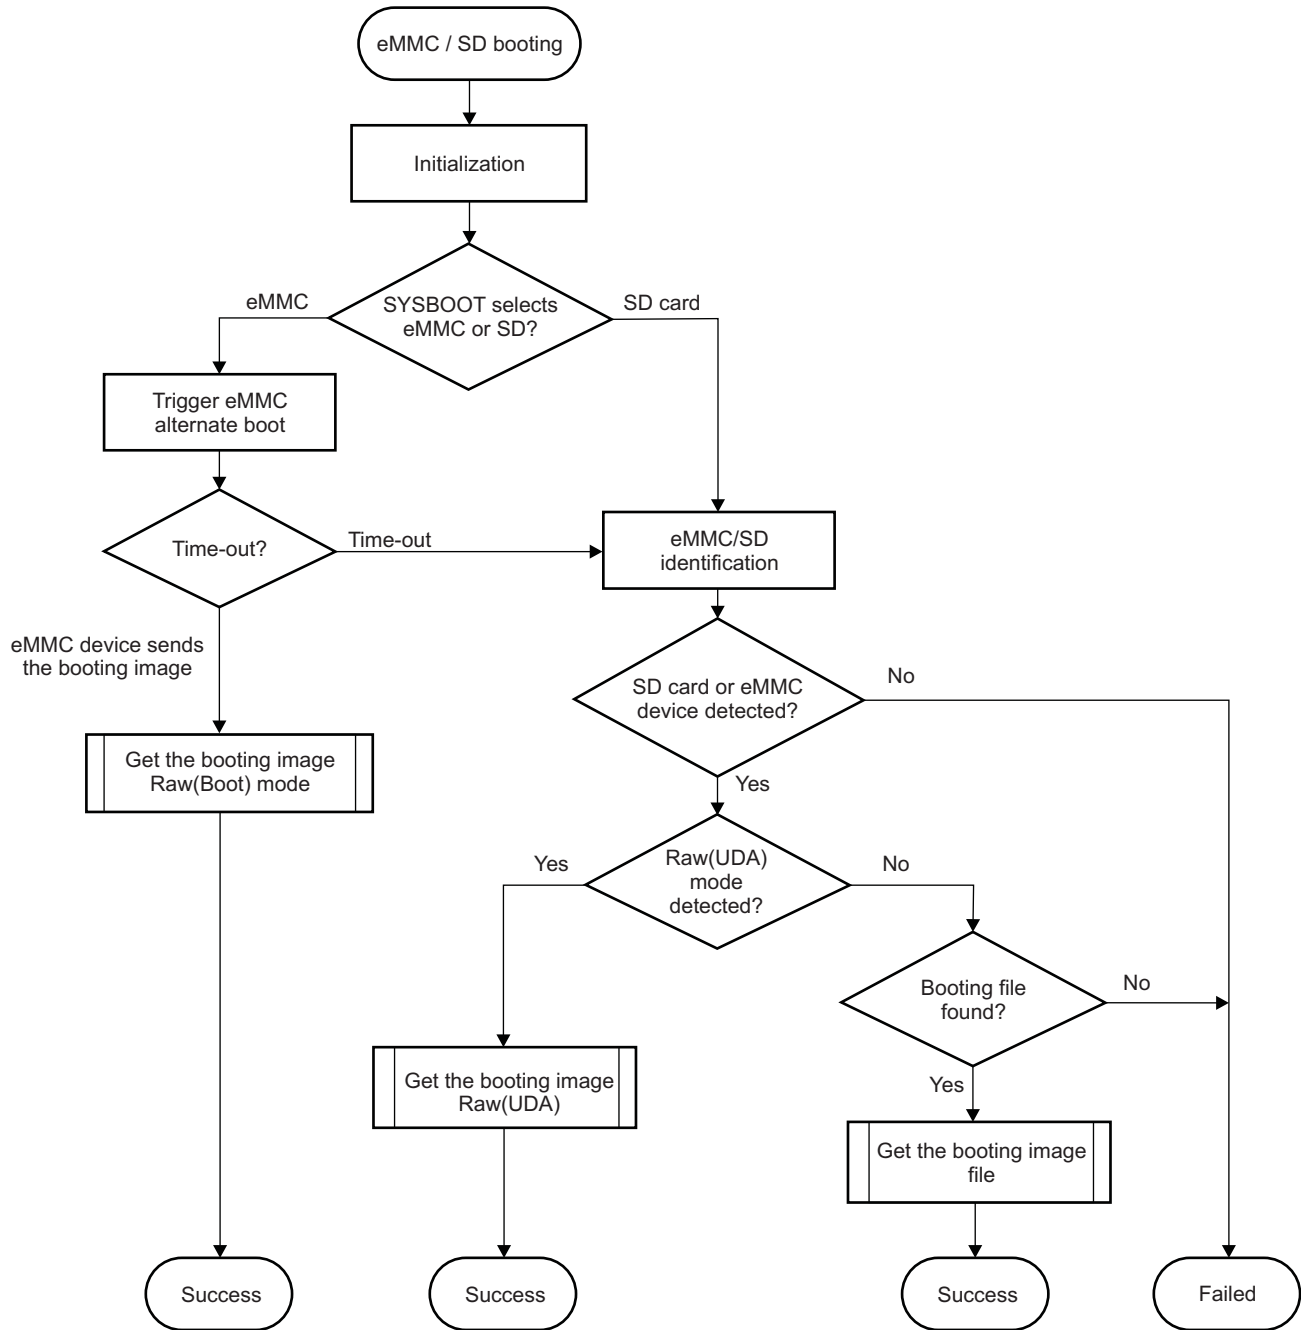 eMMC / SD booting
Initialization
SYSBOOT selects
eMMC or SD?
eMMC
SD card
Trigger eMMC
alternate boot
Time-out?
Time-out
eMMC/SD
identification
eMMC device sends
the booting image
SD card or eMMC
device detected?
No
Get the booting image
Raw(Boot) mode
Yes
Raw(UDA)
mode
detected?
Yes
No
Booting file
found?
No
Get the booting image
Raw(UDA)
Yes
Get the booting image
file
Success
Success
Success
Failed